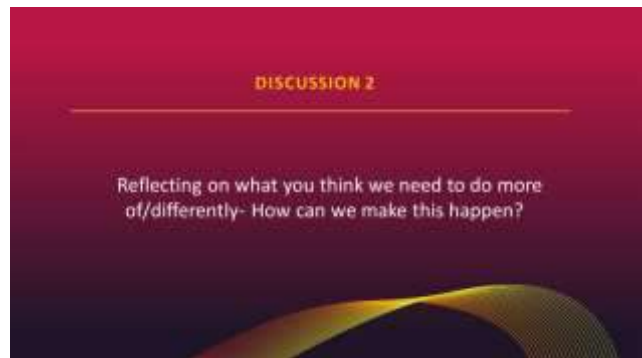 DISCUSSION 2
Reflecting on what you think we need to do more
of/differently- How can we make this happen?